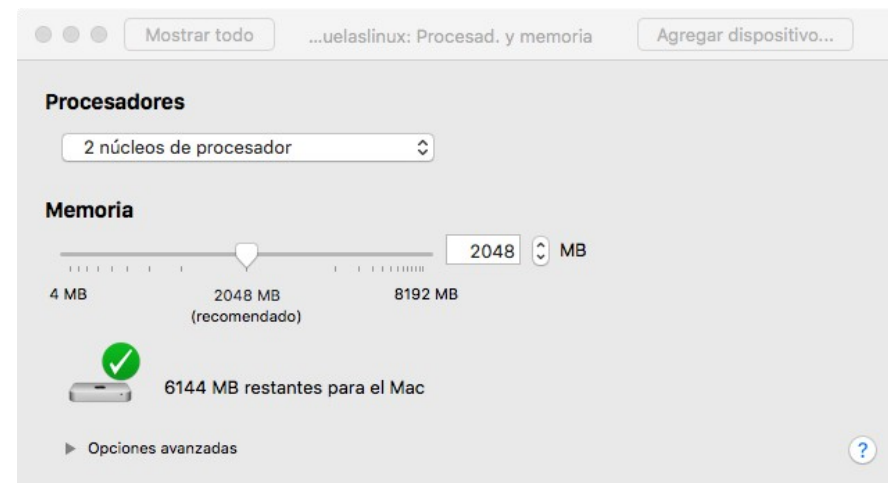 Mostrar todo
...uelaslinux: Procesad. y memoria
Agregar dispositivo...
Procesadores
2 núcleos de procesador
Memoria
2048 MB
4 MB
2048 MB
8192 MB
(recomendado)
6144 MB restantes para el Mac
Opciones avanzadas
?